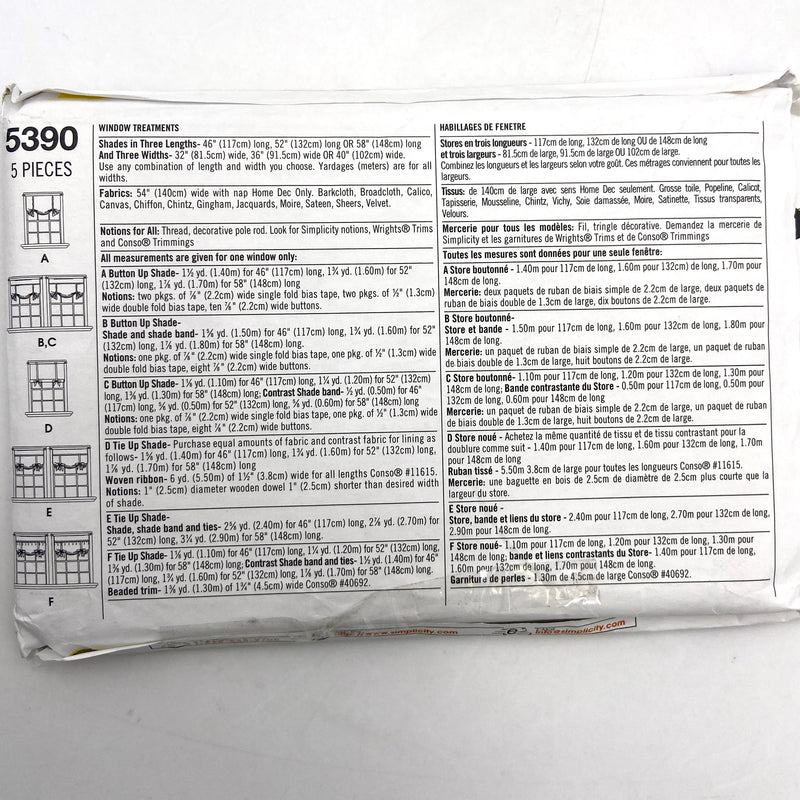 5390
5 PIECES
A
B,C
D
E
F
WINDOW TREATMENTS
Shades in Three Lengths- 46" (117cm) long, 52" (132cm) long OR 58" (148cm) long
And Three Widths- 32" (81.5cm) wide, 36" (91.5cm) wide OR 40" (102cm) wide.
Use any combination of length and width you choose. Yardages (meters) are for all
widths.
Fabrics: 54" (140cm) wide with nap Home Dec Only. Barkcloth, Broadcloth, Calico,
Canvas, Chiffon, Chintz, Gingham, Jacquards, Moire, Sateen, Sheers, Velvet.
Notions for All: Thread, decorative pole rod. Look for Simplicity notions, Wrights® Trims
and Conso® Trimmings
All measurements are given for one window only:
A Button Up Shade- 1½ yd. (1.40m) for 46" (117cm) long, 1¾ yd. (1.60m) for 52"
(132cm) long, 1⅞ yd. (1.70m) for 58" (148cm) long
Notions: two pkgs. of ⅞" (2.2cm) wide single fold bias tape, two pkgs. of ½" (1.3cm)
wide double fold bias tape, ten ⅞" (2.2cm) wide buttons.
B Button Up Shade-
Shade and shade band- 1⅝ yd. (1.50m) for 46" (117cm) long, 1¾ yd. (1.60m) for 52"
(132cm) long, 1⅞ yd. (1.80m) for 58" (148cm) long.
Notions: one pkg. of ⅞" (2.2cm) wide single fold bias tape, one pkg. of ½" (1.3cm) wide
double fold bias tape, eight ⅞" (2.2cm) wide buttons.
C Button Up Shade- 1⅛ yd. (1.10m) for 46" (117cm) long, 1¼ yd. (1.20m) for 52" (132cm)
long, 1⅜ yd. (1.30m) for 58" (148cm) long; Contrast Shade band- ½ yd. (0.50m) for 46"
(117cm) long, ⅝ yd. (0.50m) for 52" (132cm) long, ⅝ yd. (0.60m) for 58" (148cm) long
Notions: one pkg. of ⅞" (2.2cm) wide single fold bias tape, one pkg. of ½" (1.3cm) wide
double fold bias tape, eight ⅞" (2.2cm) wide buttons.
D Tie Up Shade- Purchase equal amounts of fabric and contrast fabric for lining as
follows- 1⅝ yd. (1.40m) for 46" (117cm) long, 1¾ yd. (1.60m) for 52" (132cm) long,
1⅞ yd. (1.70m) for 58" (148cm) long
Woven ribbon- 6 yd. (5.50m) of 1½" (3.8cm) wide for all lengths Conso® #11615.
Notions: 1" (2.5cm) diameter wooden dowel 1" (2.5cm) shorter than desired width
of shade.
E Tie Up Shade-
Shade, shade band and ties- 2⅝ yd. (2.40m) for 46" (117cm) long, 2⅞ yd. (2.70m) for
52" (132cm) long, 3¼ yd. (2.90m) for 58" (148cm) long.
F Tie Up Shade- 1⅛ yd. (1.10m) for 46" (117cm) long, 1¼ yd. (1.20m) for 52" (132cm) long,
1⅜ yd. (1.30m) for 58" (148cm) long; Contrast Shade band and ties- 1½ yd. (1.40m) for 46"
(117cm) long, 1¾ yd. (1.60m) for 52" (132cm) long, 1⅞ yd. (1.70m) for 58" (148cm) long.
Beaded trim- 1⅜ yd. (1.30m) of 1¾" (4.5cm) wide Conso® #40692.
HABILLAGES DE FENETRE
Stores en trois longueurs - 117cm de long, 132cm de long OU de 148cm de long
et trois largeurs - 81.5cm de large, 91.5cm de large OU 102cm de large.
Combinez les longueurs et les largeurs selon votre goût. Ces métrages conviennent pour toutes les
largeurs.
Tissus: de 140cm de large avec sens Home Dec seulement. Grosse toile, Popeline, Calicot,
Tapisserie, Mousseline, Chintz, Vichy, Soie damassée, Moire, Satinette, Tissus transparents,
Velours.
Mercerie pour tous les modèles: Fil, tringle décorative. Demandez la mercerie de
Simplicity et les garnitures de Wrights® Trims et de Conso® Trimmings
Toutes les mesures sont données pour une seule fenêtre:
A Store boutonné - 1.40m pour 117cm de long, 1.60m pour 132cm de long, 1.70m pour
148cm de long.
Mercerie: deux paquets de ruban de biais simple de 2.2cm de large, deux paquets de
ruban de biais double de 1.3cm de large, dix boutons de 2.2cm de large.
B Store boutonné-
Store et bande - 1.50m pour 117cm de long, 1.60m pour 132cm de long, 1.80m pour
148cm de long.
Mercerie: un paquet de ruban de biais simple de 2.2cm de large, un paquet de ruban
de biais double de 1.3cm de large, huit boutons de 2.2cm de large.
C Store boutonné- 1.10m pour 117cm de long, 1.20m pour 132cm de long, 1.30m pour
148cm de long; Bande contrastante du Store - 0.50m pour 117cm de long, 0.50m pour
132cm de long, 0.60m pour 148cm de long
Mercerie: un paquet de ruban de biais simple de 2.2cm de large, un paquet de ruban
de biais double de 1.3cm de large, huit boutons de 2.2cm de large.
D Store noué - Achetez la même quantité de tissu et de tissu contrastant pour la
doublure comme suit - 1.40m pour 117cm de long, 1.60m pour 132cm de long, 1.70m
pour 148cm de long.
Ruban tissé - 5.50m 3.8cm de large pour toutes les longueurs Conso® #11615.
Mercerie: une baguette en bois de 2.5cm de diamètre de 2.5cm plus courte que la
largeur du store.
E Store noué -
Store, bande et liens du store - 2.40m pour 117cm de long, 2.70m pour 132cm de long,
2.90m pour 148cm de long.
F Store noué- 1.10m pour 117cm de long, 1.20m pour 132cm de long, 1.30m pour
148cm de long; bande et liens contrastants du Store- 1.40m pour 117cm de long,
1.60m pour 132cm de long, 1.70m pour 148cm de long.
Garniture de perles - 1.30m de 4.5cm de large Conso® #40692.
http://www.simplicity.com
info@simplicity.com